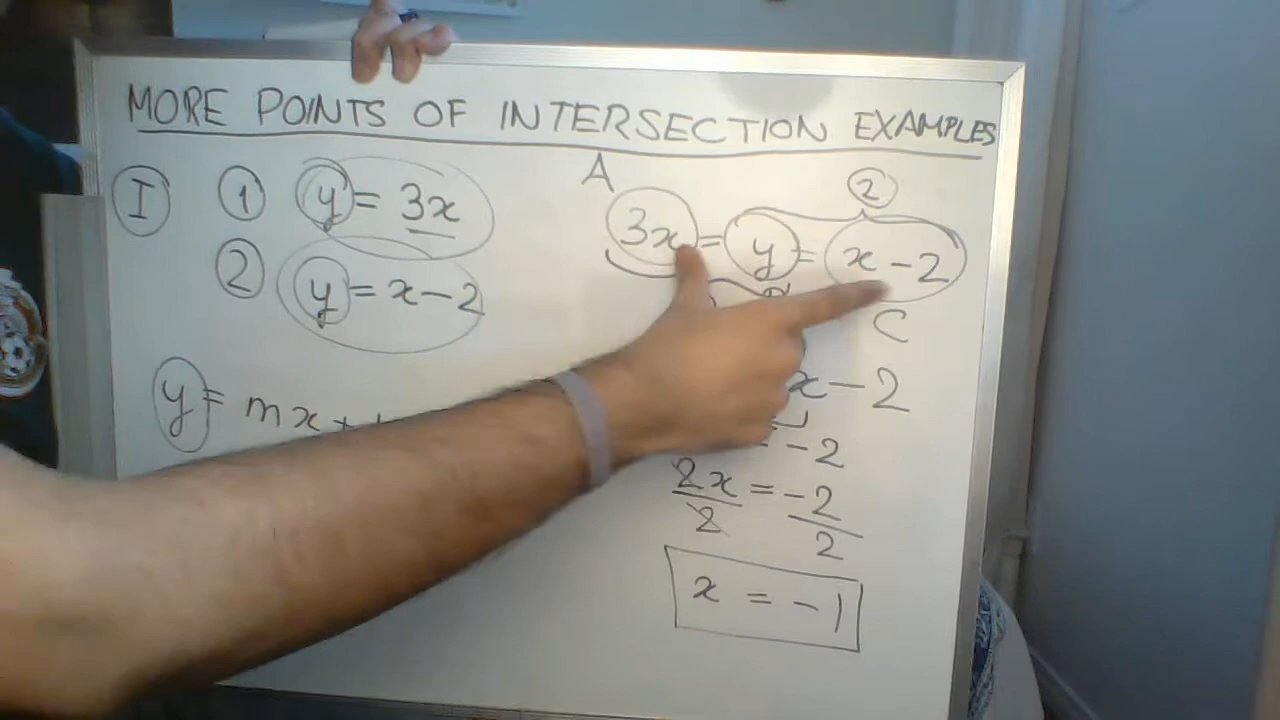 MORE POINTS OF INTERSECTION EXAMPLES
I 1 y = 3x
2 y = x - 2
y = mx +
A
2
3x = y = x - 2
C
x - 2
- 2
2x = -2
2 2
x = -1